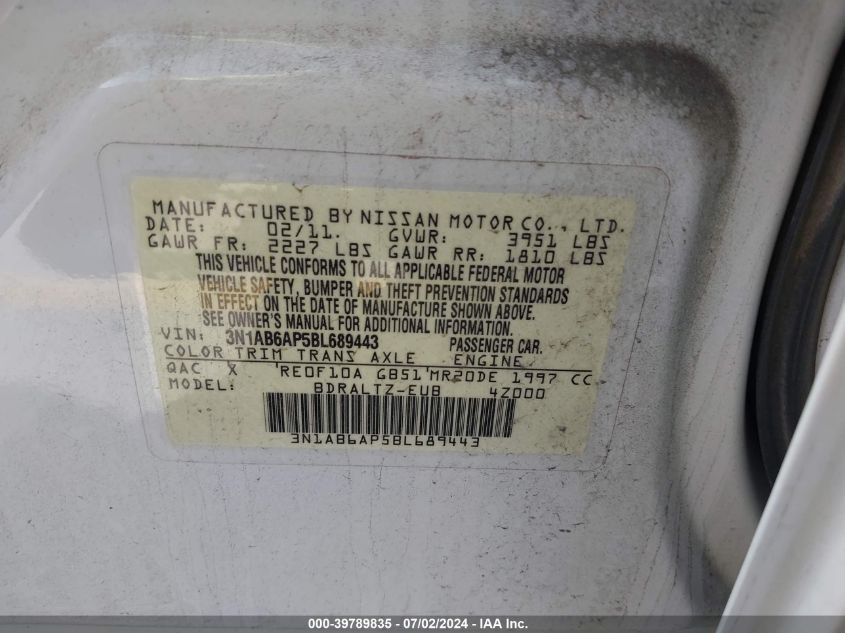 MANUFACTURED BY NISSAN MOTOR CO., LTD.
DATE: 02/11. GVWR: 3951 LBS
GAWR FR: 2227 LBS GAWR RR: 1810 LBS
THIS VEHICLE CONFORMS TO ALL APPLICABLE FEDERAL MOTOR
VEHICLE SAFETY, BUMPER AND THEFT PREVENTION STANDARDS
IN EFFECT ON THE DATE OF MANUFACTURE SHOWN ABOVE.
SEE OWNER'S MANUAL FOR ADDITIONAL INFORMATION.
VIN: 3N1AB6AP5BL689443 PASSENGER CAR.
COLOR TRIM TRANS AXLE ENGINE
QAC X 'RE0F10A GB51'MR20DE 1997 CC
MODEL: BDRALTZ-EUB 4Z000
3N1AB6AP5BL689443
000-39789835 / 07/02/2024 - IAA Inc.